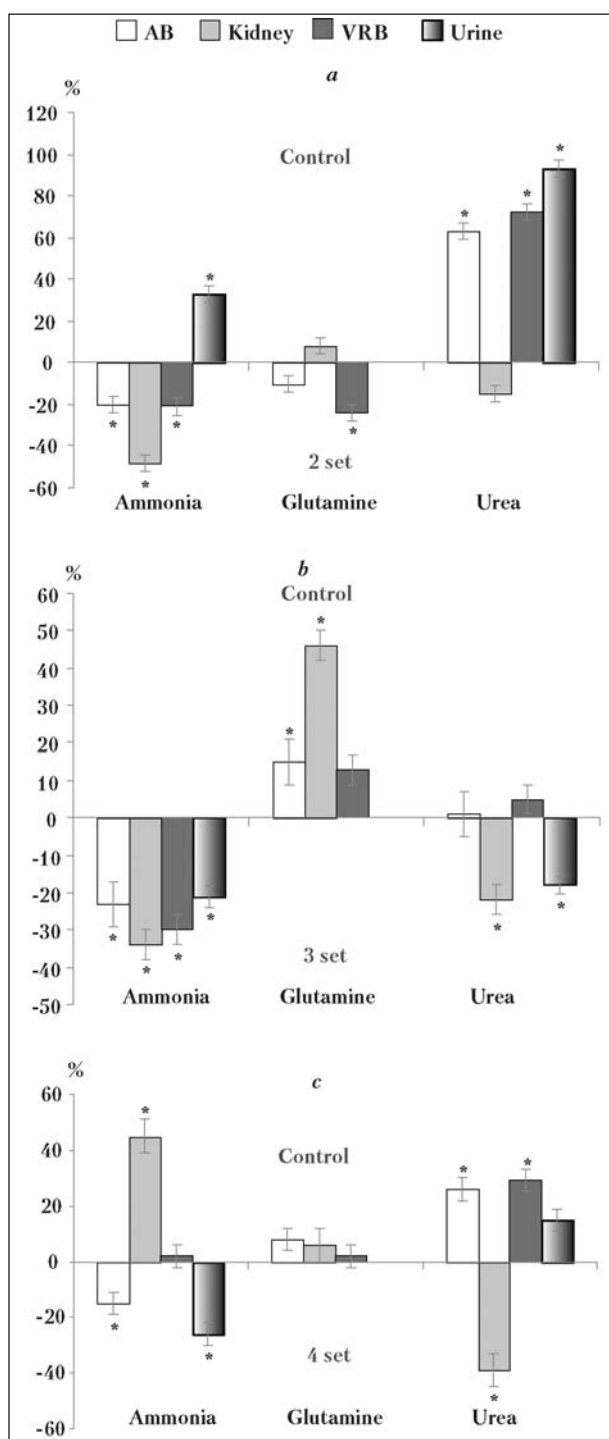 AB Kidney VRB Urine
% a
120
100
Control
80
60
40
20
0
-20
-40
2 set
-60
Ammonia Glutamine Urea
% b
60 Control
50
40
30
20
10
0
-10
-20
-30
-40 3 set
-50
Ammonia Glutamine Urea
% c
60
40 Control
20
0
-20
-40 4 set
-60
Ammonia Glutamine Urea